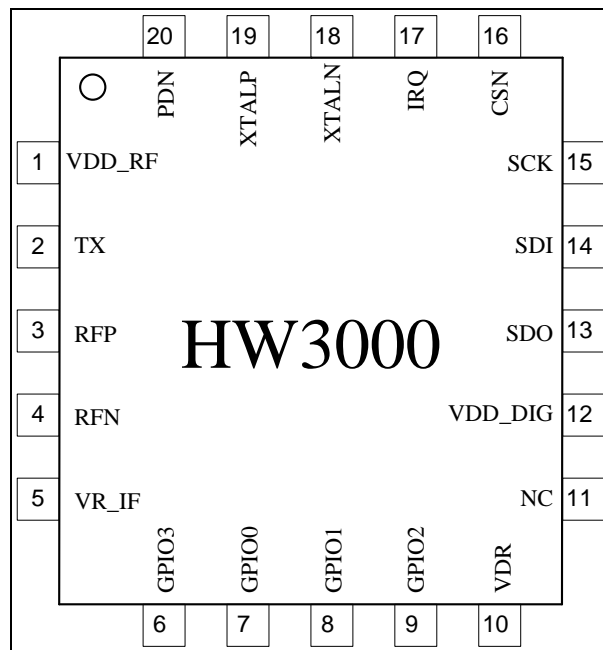 20 19 18 17 16
PDN XTALP XTALN IRQ CSN
1 VDD_RF SCK 15
2 TX SDI 14
3 RFP HW3000 SDO 13
4 RFN VDD_DIG 12
5 VR_IF NC 11
GPIO3 GPIO0 GPIO1 GPIO2 VDR
6 7 8 9 10